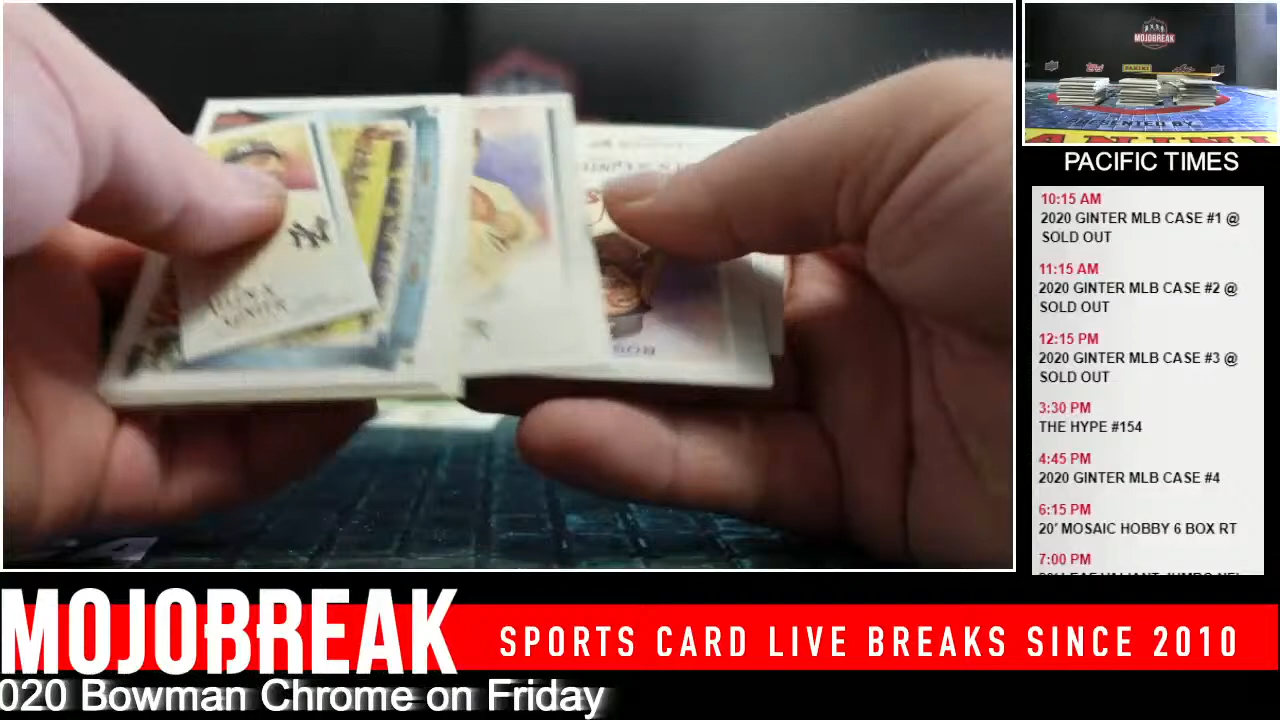 MOJOBREAK
PACIFIC TIMES
10:15 AM
2020 GINTER MLB CASE #1 @
SOLD OUT
11:15 AM
2020 GINTER MLB CASE #2 @
SOLD OUT
12:15 PM
2020 GINTER MLB CASE #3 @
SOLD OUT
3:30 PM
THE HYPE #154
4:45 PM
2020 GINTER MLB CASE #4
6:15 PM
20' MOSAIC HOBBY 6 BOX RT
7:00 PM
MOJOBREAK
SPORTS CARD LIVE BREAKS SINCE 2010
020 Bowman Chrome on Friday